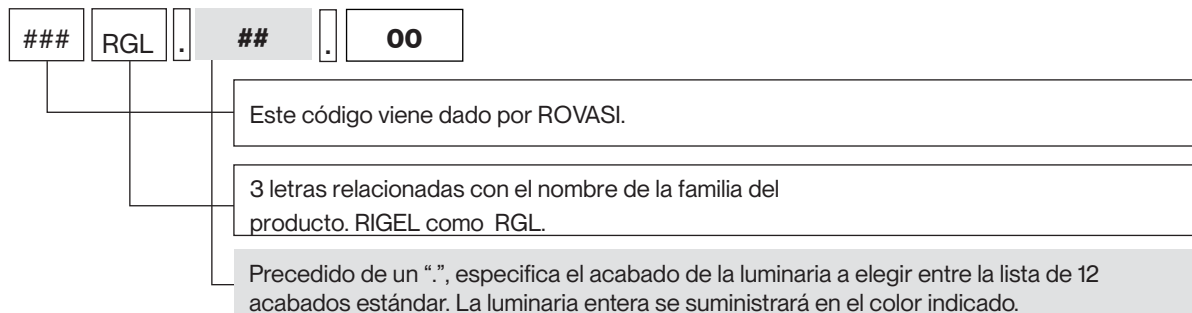 ### RGL . ## . 00
Este código viene dado por ROVASI.
3 letras relacionadas con el nombre de la familia del
producto. RIGEL como RGL.
Precedido de un “.”, especifica el acabado de la luminaria a elegir entre la lista de 12
acabados estándar. La luminaria entera se suministrará en el color indicado.